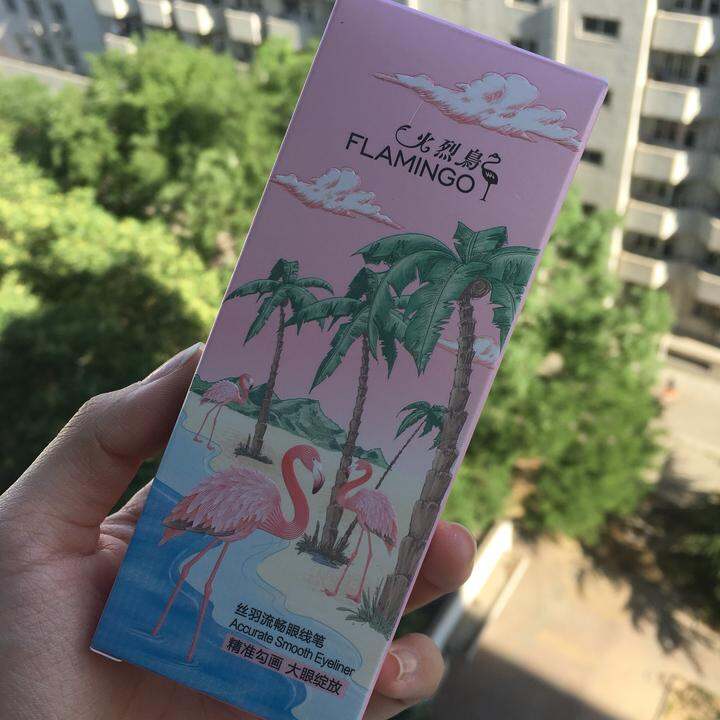 火烈鳥
FLAMINGO
丝羽流畅眼线笔
Accurate Smooth Eyeliner
精准勾画 大眼绽放